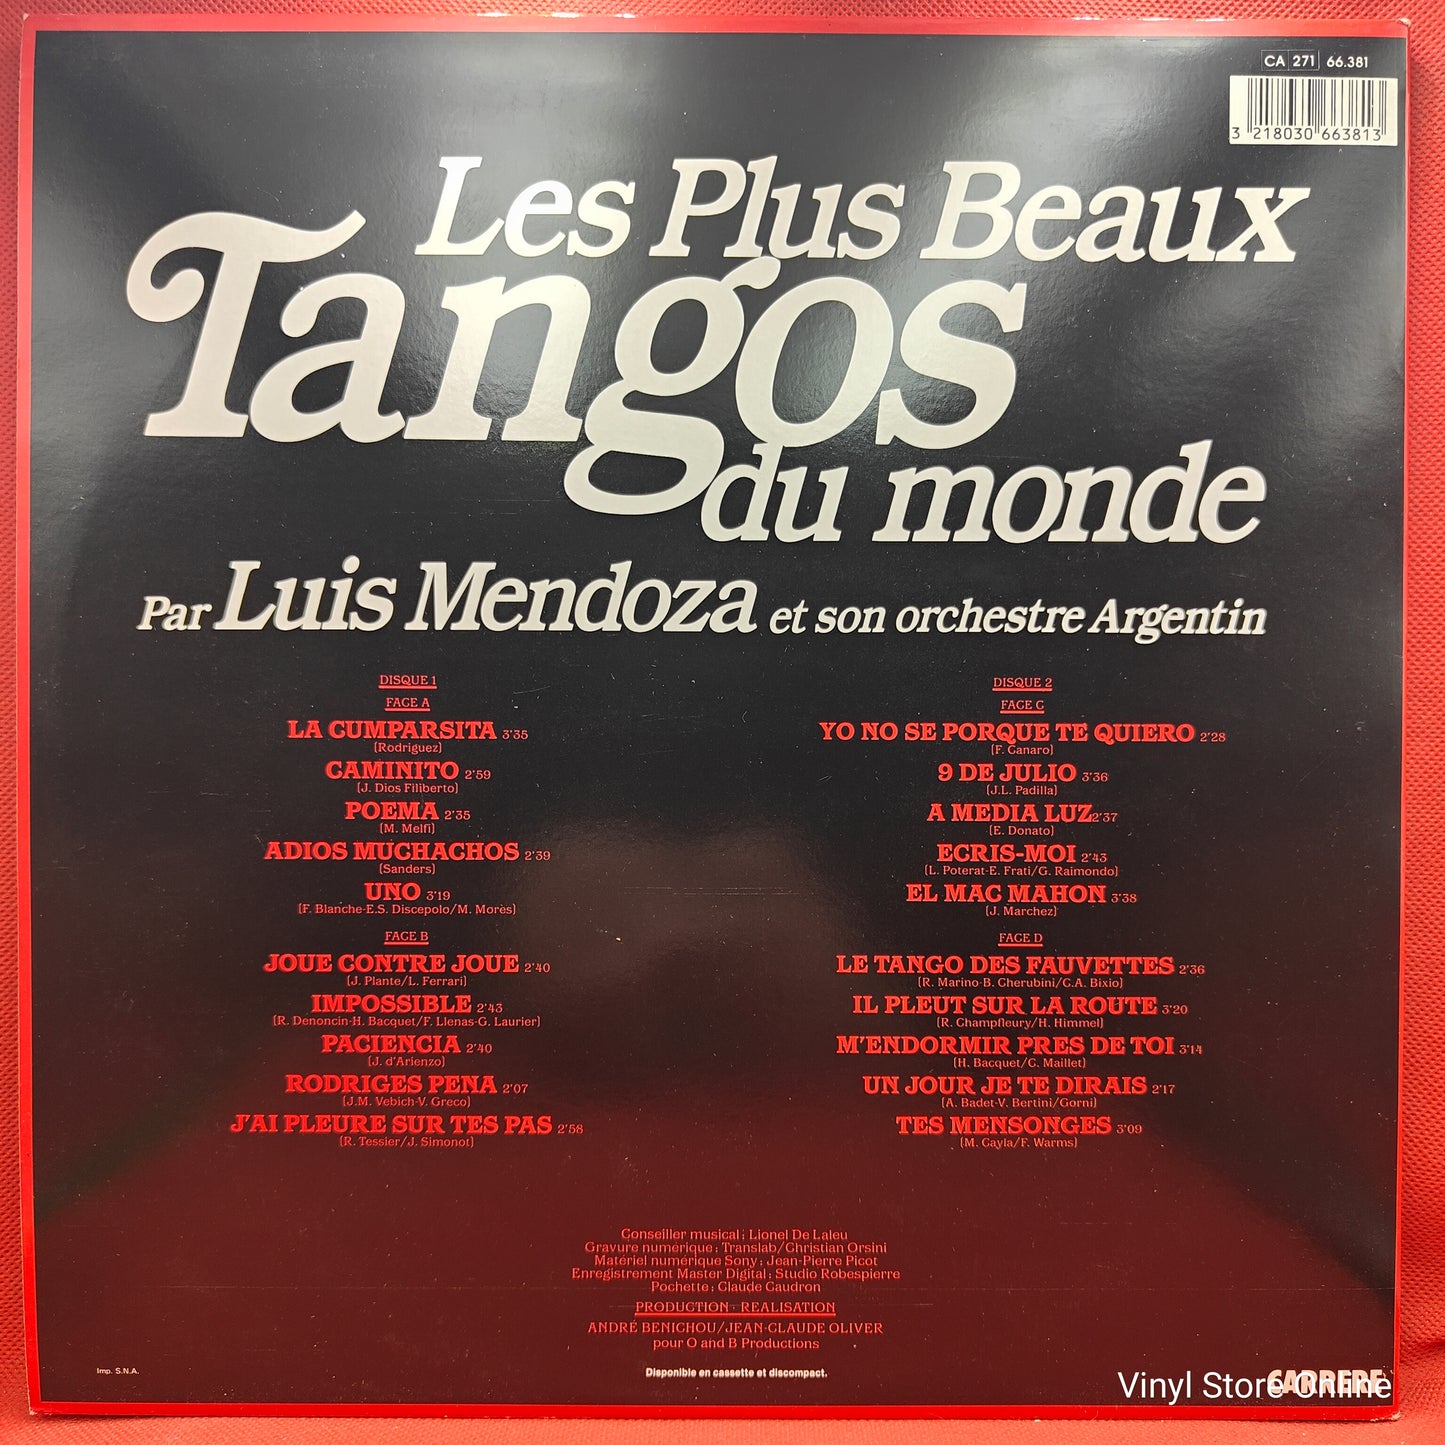 CA 271 66.381
3 218030 663813
Les Plus Beaux
Tangos
du monde
Par Luis Mendoza et son orchestre Argentin
DISQUE 1
FACE A
LA CUMPARSITA 3'35
(Rodriguez)
CAMINITO 2'59
(J. Dios Filiberto)
POEMA 2'35
(M. Melfi)
ADIOS MUCHACHOS 2'39
(Sanders)
UNO 3'19
(F. Blanche-E.S. Discepolo/M. Morès)
FACE B
JOUE CONTRE JOUE 2'40
(J. Plante/L. Ferrari)
IMPOSSIBLE 2'43
(R. Denoncin-H. Bacquet/F. Llenas-G. Laurier)
PACIENCIA 2'40
(J. d'Arienzo)
RODRIGES PENA 2'07
(J.M. Vebich-V. Greco)
J'AI PLEURE SUR TES PAS 2'58
(R. Tessier/J. Simonot)
DISQUE 2
FACE C
YO NO SE PORQUE TE QUIERO 2'28
(F. Canaro)
9 DE JULIO 3'36
(J.L. Padilla)
A MEDIA LUZ 2'37
(E. Donato)
ECRIS-MOI 2'43
(L. Poterat-E. Frati/G. Raimondo)
EL MAC MAHON 3'38
(J. Marchez)
FACE D
LE TANGO DES FAUVETTES 2'36
(R. Marino-B. Cherubini/C.A. Bixio)
IL PLEUT SUR LA ROUTE 3'20
(R. Champfleury/H. Himmel)
M'ENDORMIR PRES DE TOI 3'14
(H. Bacquet/G. Maillet)
UN JOUR JE TE DIRAIS 2'17
(A. Badet-V. Bertini/Gorni)
TES MENSONGES 3'09
(M. Cayla/F. Warms)
Conseiller musical : Lionel De Laleu
Gravure numérique : Translab/Christian Orsini
Matériel numérique Sony : Jean-Pierre Picot
Enregistrement Master Digital : Studio Robespierre
Pochette : Claude Caudron
PRODUCTION - REALISATION
ANDRÉ BENICHOU/JEAN-CLAUDE OLIVER
pour O and B Productions
Imp. S.N.A.
Disponible en cassette et discompact.
CARRERE
Vinyl Store Online